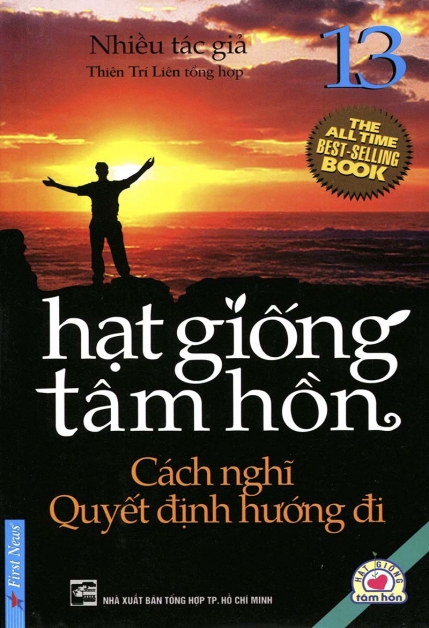 Nhiều tác giả
Thiên Trí Liên tổng hợp
13
THE
ALL TIME
BEST-SELLING
BOOK
hạt giống
tâm hồn
Cách nghĩ
Quyết định hướng đi
First News
NHÀ XUẤT BẢN TỔNG HỢP TP. HỒ CHÍ MINH
HẠT GIỐNG
tâm hồn